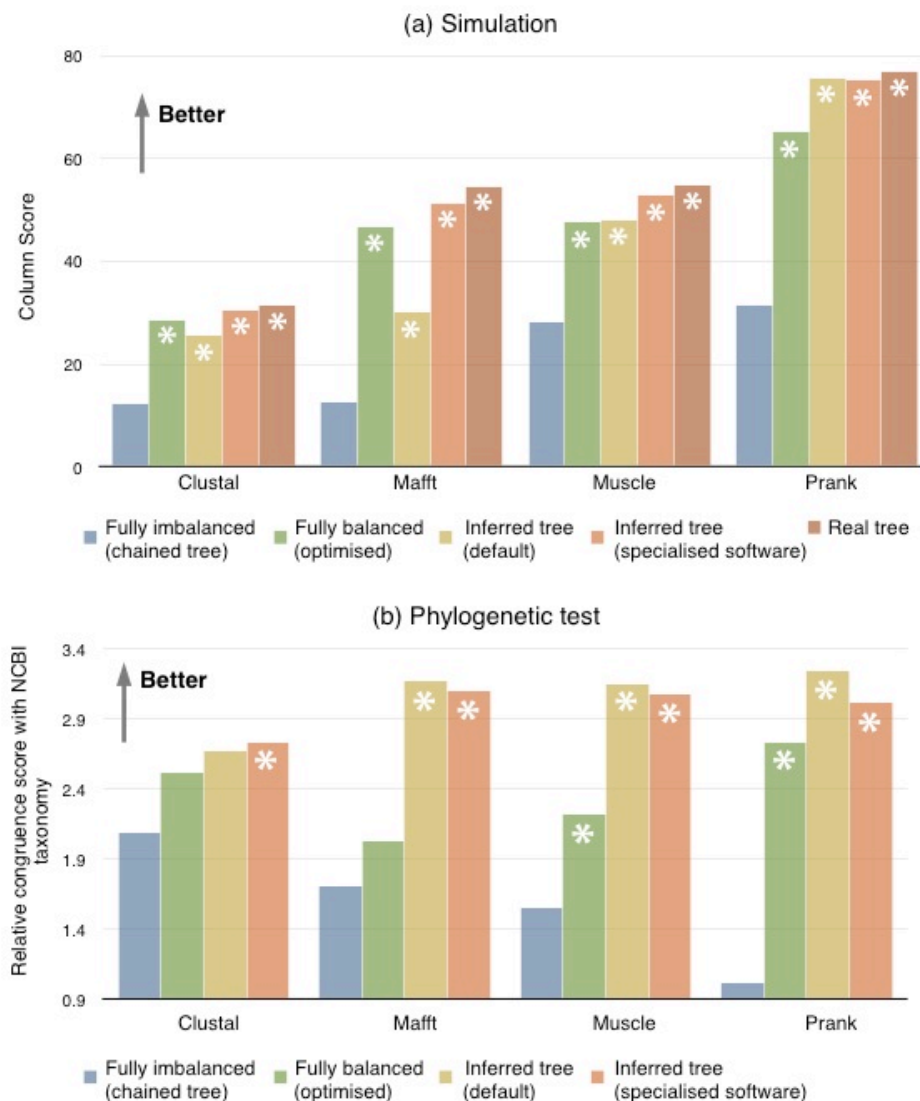 (a) Simulation
80
Better
60
Column Score
40
20
0
Clustal Mafft Muscle Prank
Fully imbalanced Fully balanced Inferred tree Inferred tree Real tree
(chained tree) (optimised) (default) (specialised software)
(b) Phylogenetic test
3.4
Better
2.9
Relative congruence score with NCBI
taxonomy
2.4
1.9
1.4
0.9
Clustal Mafft Muscle Prank
Fully imbalanced Fully balanced Inferred tree Inferred tree
(chained tree) (optimised) (default) (specialised software)